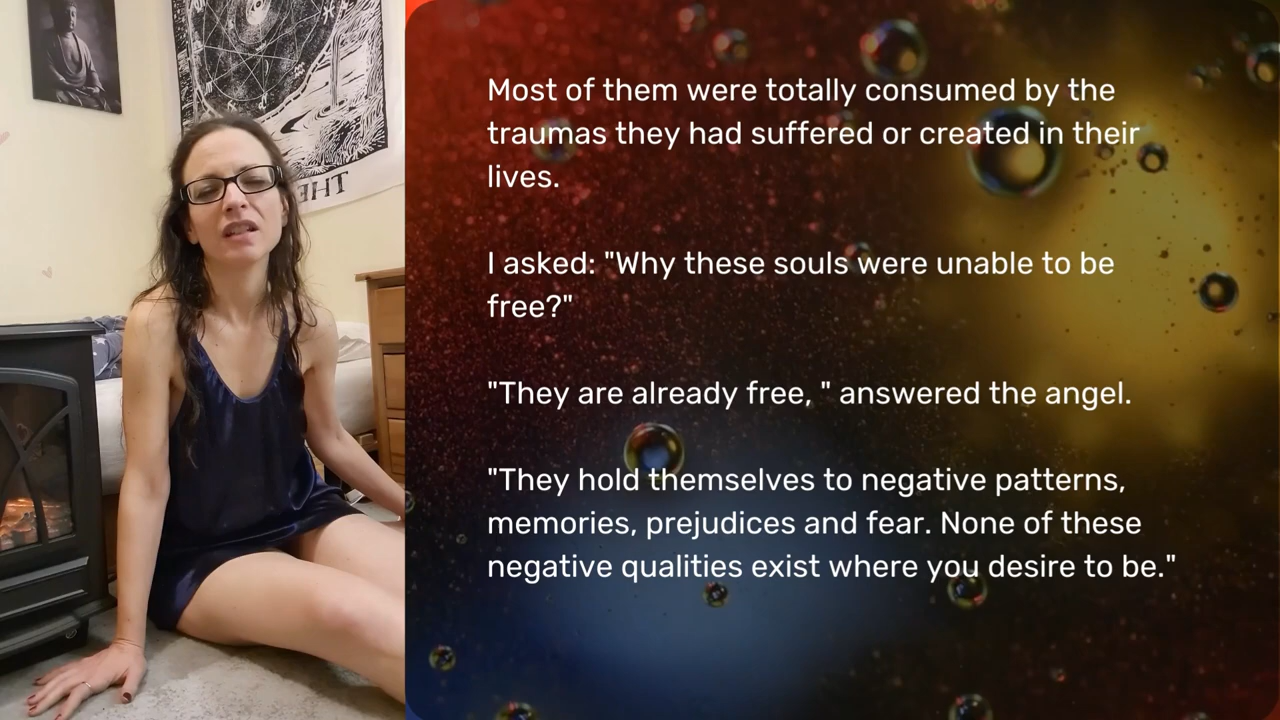 THE
Most of them were totally consumed by the
traumas they had suffered or created in their
lives.
I asked: "Why these souls were unable to be
free?"
"They are already free, " answered the angel.
"They hold themselves to negative patterns,
memories, prejudices and fear. None of these
negative qualities exist where you desire to be."